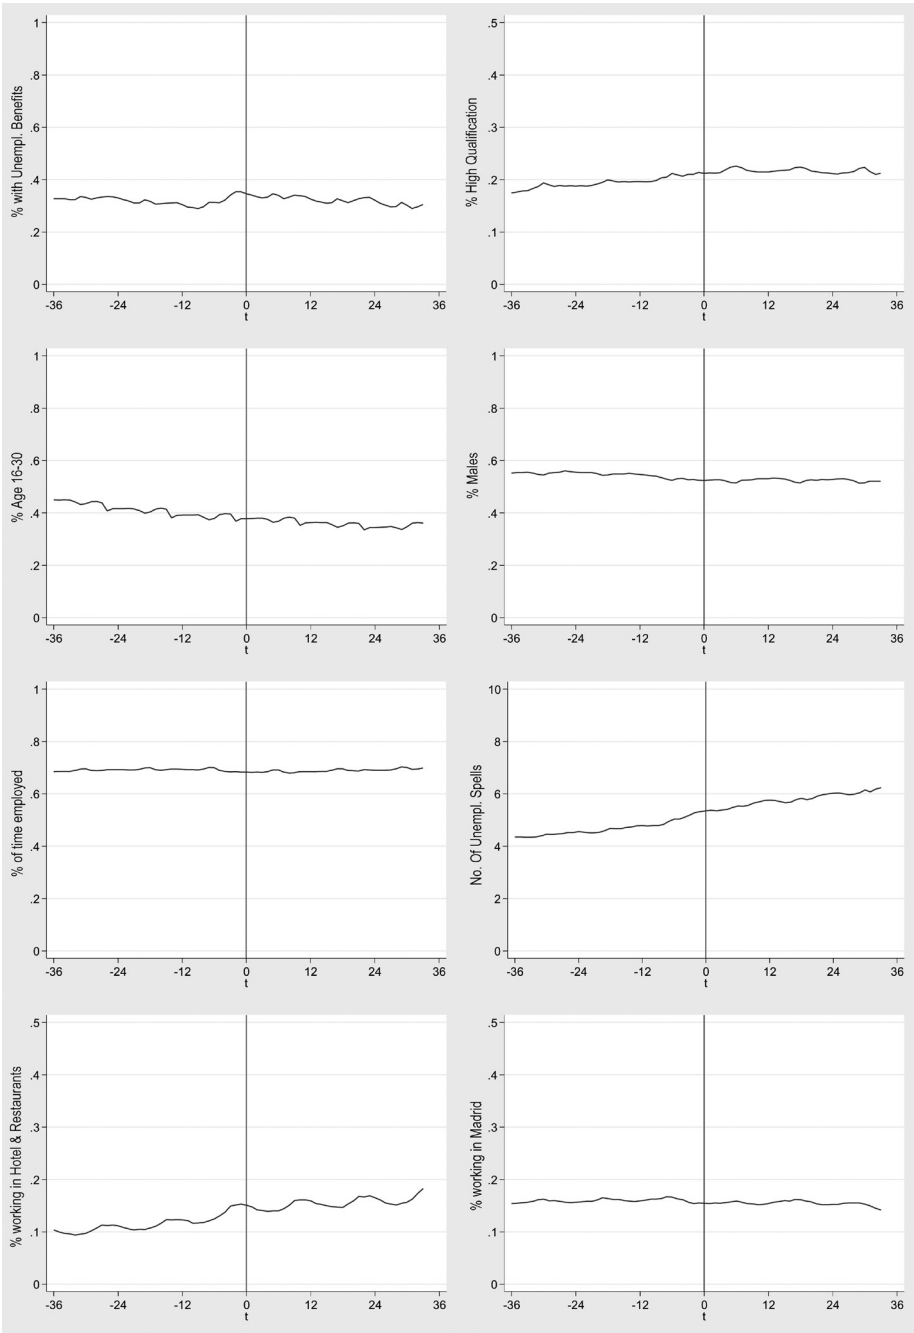 % with Unempl. Benefits
1
.8
.6
.4
.2
0
-36 -24 -12 0 12 24 36
t
% High Qualification
.5
.4
.3
.2
.1
0
-36 -24 -12 0 12 24 36
t
% Age 16-30
1
.8
.6
.4
.2
0
-36 -24 -12 0 12 24 36
t
% Males
1
.8
.6
.4
.2
0
-36 -24 -12 0 12 24 36
t
% of time employed
1
.8
.6
.4
.2
0
-36 -24 -12 0 12 24 36
t
No. Of Unempl. Spells
10
8
6
4
2
0
-36 -24 -12 0 12 24 36
t
% working in Hotel & Restaurants
.5
.4
.3
.2
.1
0
-36 -24 -12 0 12 24 36
t
% working in Madrid
.5
.4
.3
.2
.1
0
-36 -24 -12 0 12 24 36
t